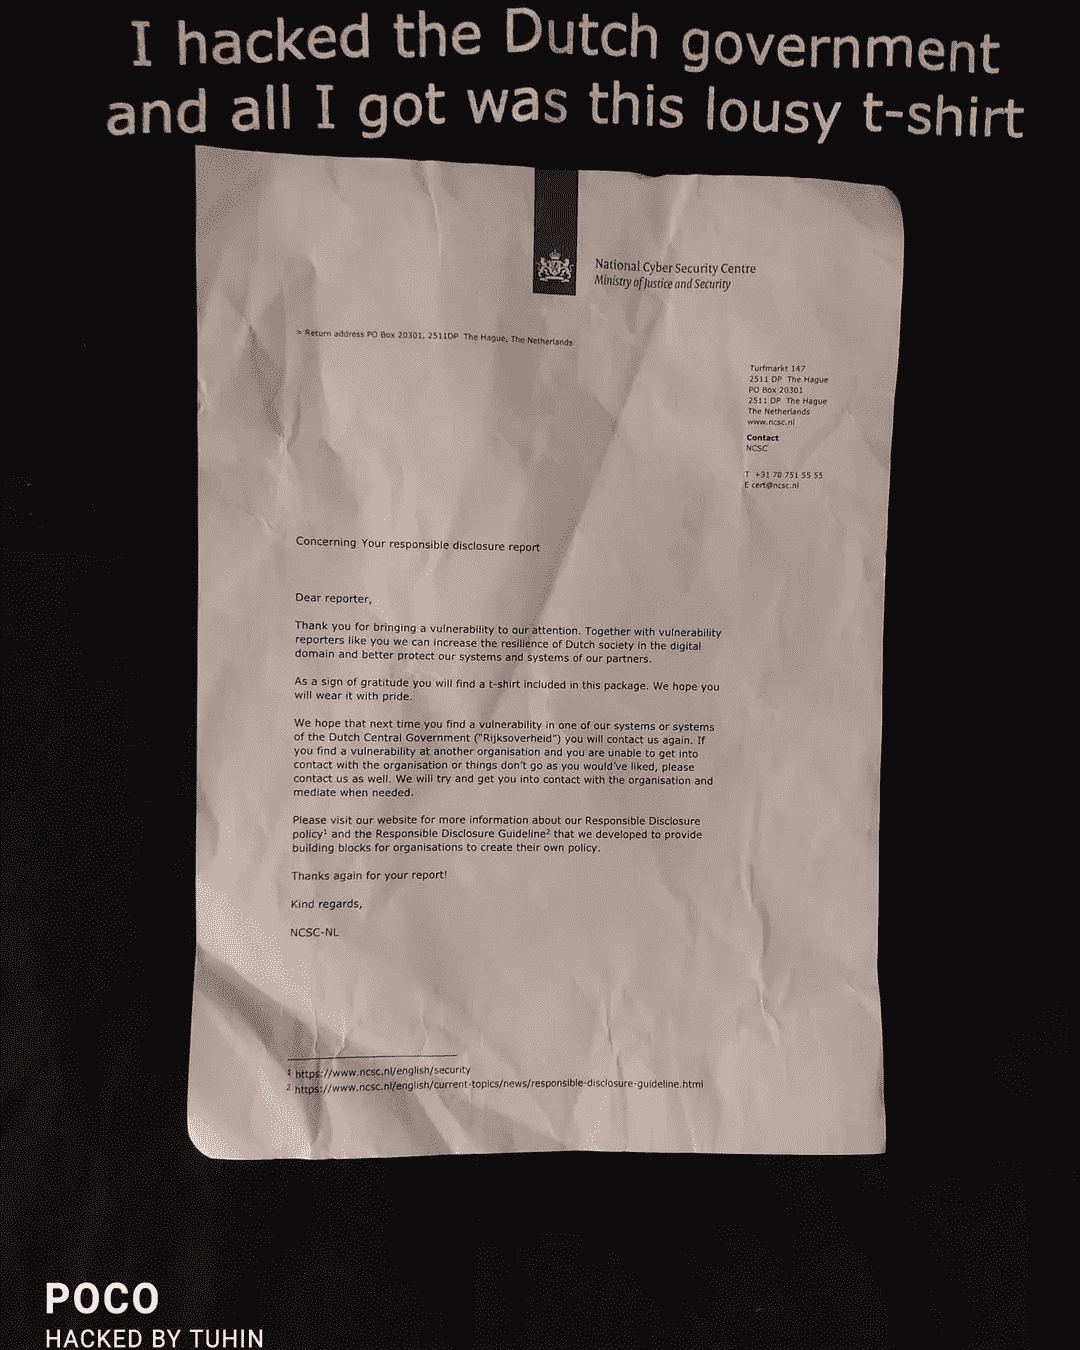 I hacked the Dutch government
and all I got was this lousy t-shirt
National Cyber Security Centre
Ministry of Justice and Security
> Return address PO Box 20301, 2511DP The Hague, The Netherlands
Turfmarkt 147
2511 DP The Hague
PO Box 20301
2511 DP The Hague
The Netherlands
www.ncsc.nl
Contact
NCSC
T +31 70 751 55 55
E cert@ncsc.nl
Concerning Your responsible disclosure report
Dear reporter,
Thank you for bringing a vulnerability to our attention. Together with vulnerability
reporters like you we can increase the resilience of Dutch society in the digital
domain and better protect our systems and systems of our partners.
As a sign of gratitude you will find a t-shirt included in this package. We hope you
will wear it with pride.
We hope that next time you find a vulnerability in one of our systems or systems
of the Dutch Central Government ("Rijksoverheid") you will contact us again. If
you find a vulnerability at another organisation and you are unable to get into
contact with the organisation or things don't go as you would've liked, please
contact us as well. We will try and get you into contact with the organisation and
mediate when needed.
Please visit our website for more information about our Responsible Disclosure
policy¹ and the Responsible Disclosure Guideline² that we developed to provide
building blocks for organisations to create their own policy.
Thanks again for your report!
Kind regards,
NCSC-NL
¹ https://www.ncsc.nl/english/security
² https://www.ncsc.nl/english/current-topics/news/responsible-disclosure-guideline.html
POCO
HACKED BY TUHIN